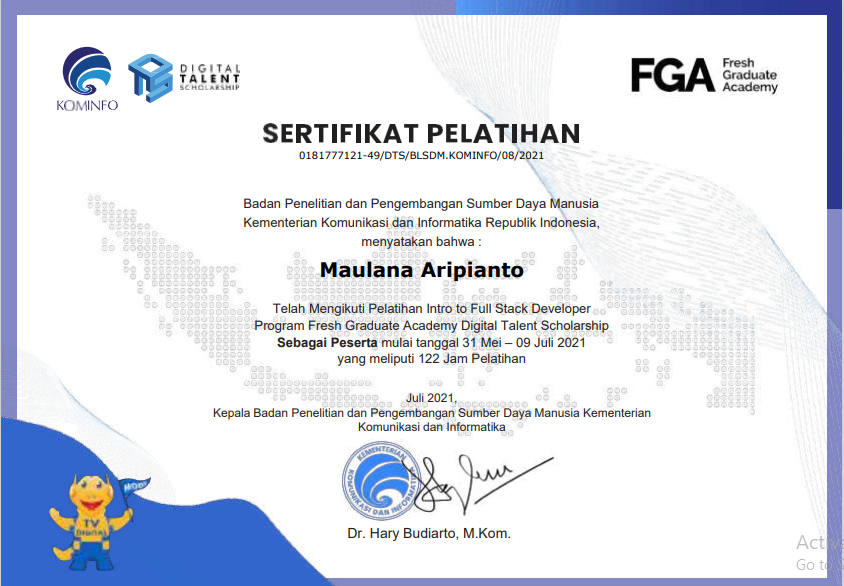 KOMINFO
DIGITAL
TALENT
SCHOLARSHIP
FGA
Fresh
Graduate
Academy
SERTIFIKAT PELATIHAN
0181777121-49/DTS/BLSDM.KOMINFO/08/2021
Badan Penelitian dan Pengembangan Sumber Daya Manusia
Kementerian Komunikasi dan Informatika Republik Indonesia,
menyatakan bahwa :
Maulana Aripianto
Telah Mengikuti Pelatihan Intro to Full Stack Developer
Program Fresh Graduate Academy Digital Talent Scholarship
Sebagai Peserta mulai tanggal 31 Mei – 09 Juli 2021
yang meliputi 122 Jam Pelatihan
Juli 2021,
Kepala Badan Penelitian dan Pengembangan Sumber Daya Manusia Kementerian
Komunikasi dan Informatika
KEMENTERIAN
KOMUNIKASI DAN INFORMATIKA
Dr. Hary Budiarto, M.Kom.
TV
DIGITAL
Activ
Go to S